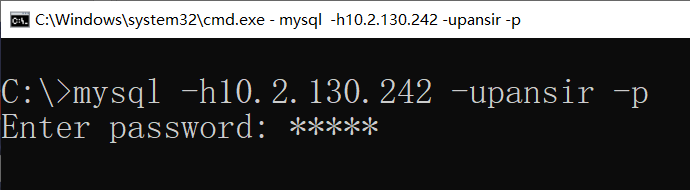 C:\Windows\system32\cmd.exe - mysql  -h10.2.130.242 -upansir -p
C:\>mysql -h10.2.130.242 -upansir -p
Enter password: *****